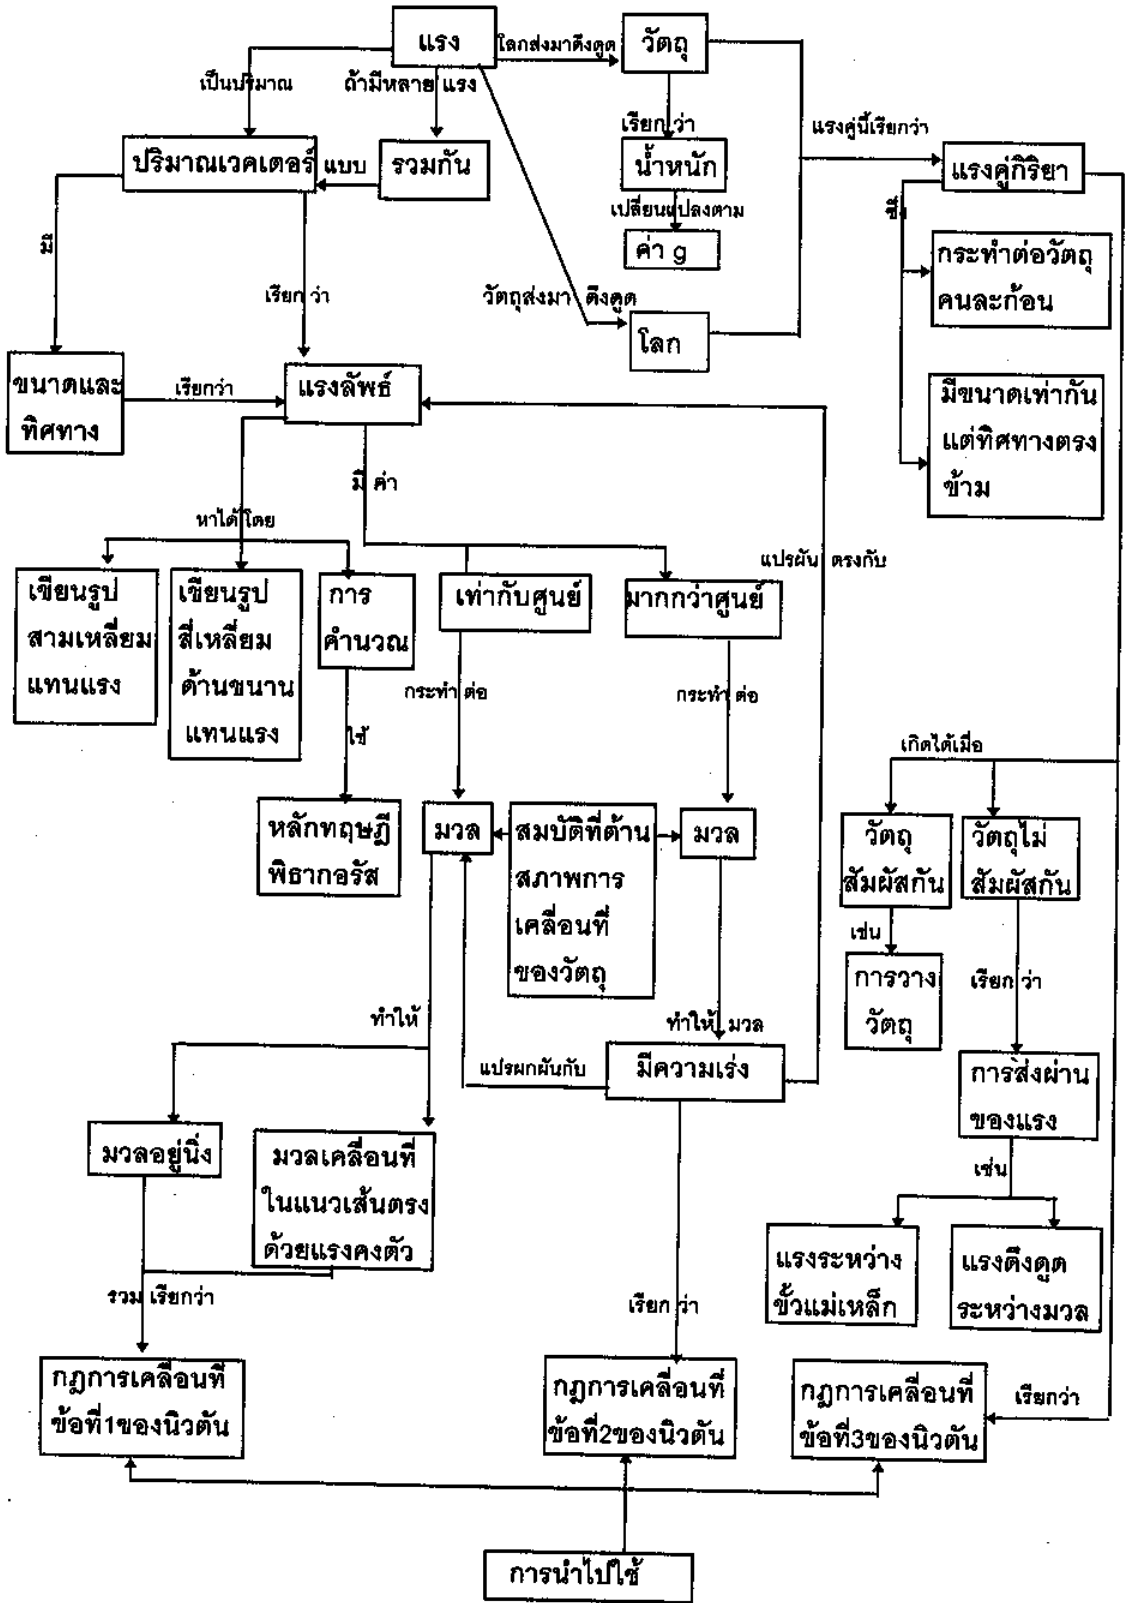 แรง
โลกส่งมาดึงดูด
วัตถุ
เป็นปริมาณ
ถ้ามีหลาย แรง
เรียก ว่า
แรงคู่นี้เรียกว่า
ปริมาณเวคเตอร์
แบบ
รวมกัน
น้ำหนัก
แรงคู่กิริยา
เปลี่ยนแปลงตาม
ค่า g
มี
เรียก ว่า
วัตถุส่งมา ดึงดูด
โลก
กระทำต่อวัตถุ
คนละก้อน
ขนาดและ
ทิศทาง
เรียกว่า
แรงลัพธ์
มีขนาดเท่ากัน
แต่ทิศทางตรง
ข้าม
มี ค่า
หาได้ โดย
แปรผัน ตรงกับ
เขียนรูป
สามเหลี่ยม
แทนแรง
เขียนรูป
สี่เหลี่ยม
ด้านขนาน
แทนแรง
การ
คำนวณ
เท่ากับศูนย์
มากกว่าศูนย์
กระทำ ต่อ
กระทำ ต่อ
ใช้
เกิดได้เมื่อ
หลักทฤษฎี
พิธากอรัส
มวล
สมบัติที่ต้าน
สภาพการ
เคลื่อนที่
ของวัตถุ
มวล
วัตถุ
สัมผัสกัน
วัตถุไม่
สัมผัสกัน
เช่น
การวาง
วัตถุ
เรียก ว่า
ทำให้
ทำให้ มวล
แปรผกผันกับ
มีความเร่ง
การส่งผ่าน
ของแรง
มวลอยู่นิ่ง
มวลเคลื่อนที่
ในแนวเส้นตรง
ด้วยแรงคงตัว
เช่น
แรงระหว่าง
ขั้วแม่เหล็ก
แรงดึงดูด
ระหว่างมวล
รวม เรียกว่า
เรียก ว่า
กฎการเคลื่อนที่
ข้อที่1ของนิวตัน
กฎการเคลื่อนที่
ข้อที่2ของนิวตัน
กฎการเคลื่อนที่
ข้อที่3ของนิวตัน
เรียกว่า
การนำไปใช้